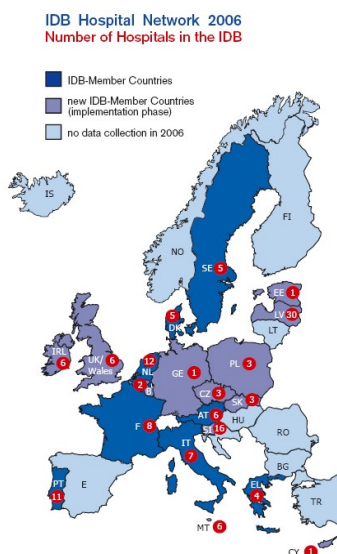 IDB Hospital Network 2006
Number of Hospitals in the IDB
IDB-Member Countries
new IDB-Member Countries
(implementation phase)
no data collection in 2006
IS
FI
NO
SE 5
EE 1
LV 30
LT
5
DK
IRL
6
UK/ 6
Wales
12
NL
2
B
GE 1
PL 3
CZ 3
SK 3
AT 6
HU
SI 16
F 8
RO
IT
7
BG
PT
11
E
EL
4
TR
MT 6
CY 1